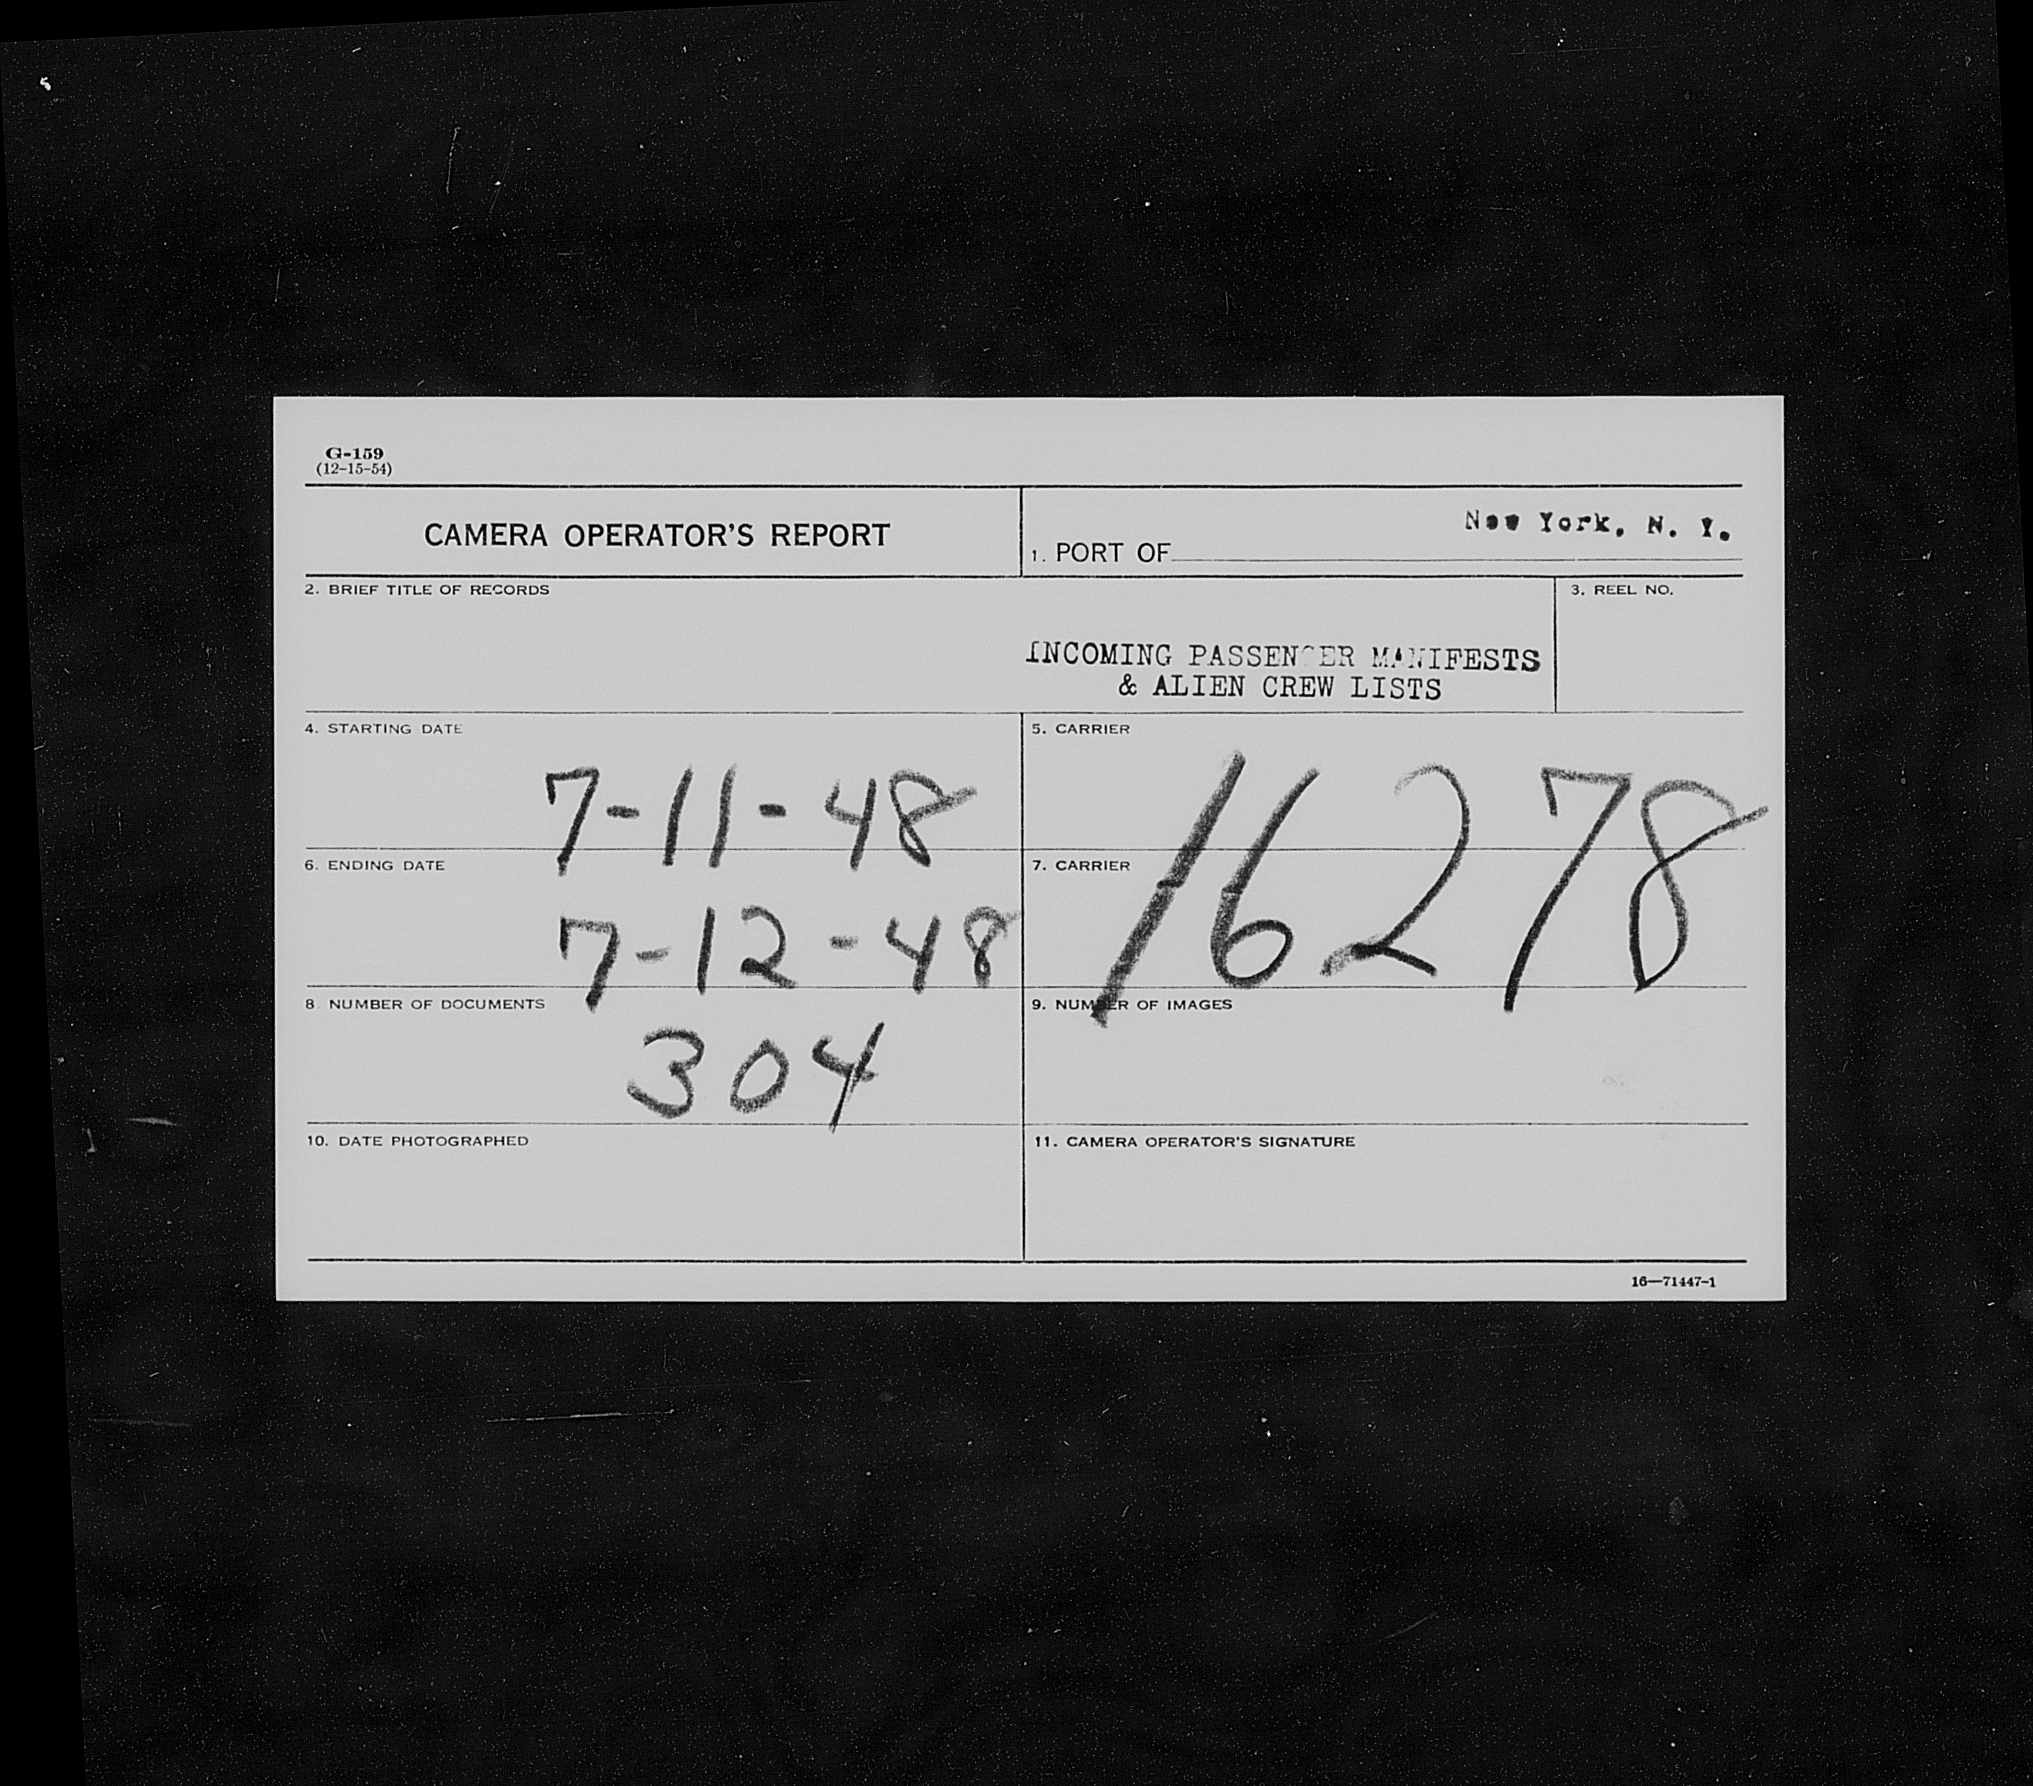 G-159
(12-15-54)
CAMERA OPERATOR'S REPORT
1. PORT OF New York, N. Y.
2. BRIEF TITLE OF RECORDS
3. REEL NO.
INCOMING PASSENGER MANIFESTS
& ALIEN CREW LISTS
4. STARTING DATE
7-11-48
5. CARRIER
16278
6. ENDING DATE
7-12-48
7. CARRIER
8. NUMBER OF DOCUMENTS
304
9. NUMBER OF IMAGES
10. DATE PHOTOGRAPHED
11. CAMERA OPERATOR'S SIGNATURE
16—71447-1